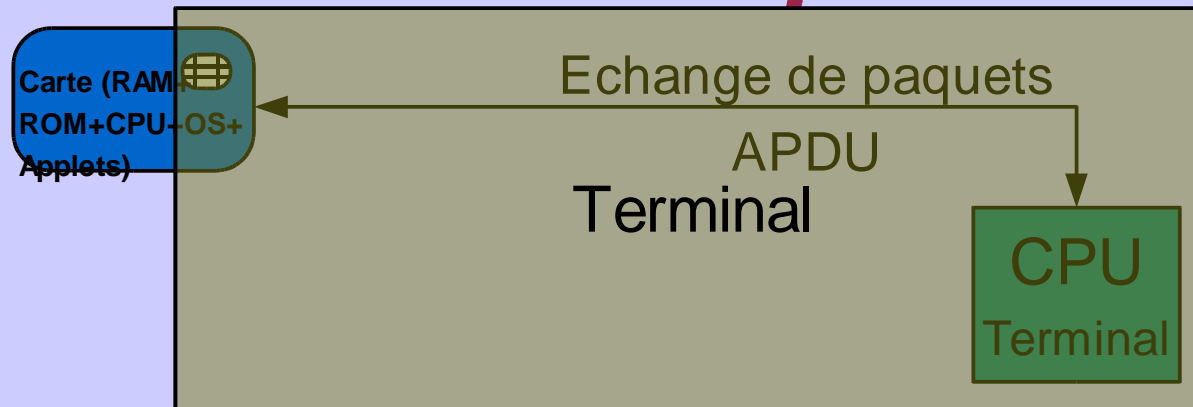 Carte (RAM+
ROM+CPU+OS+
Applets)
Echange de paquets
APDU
Terminal
CPU
Terminal